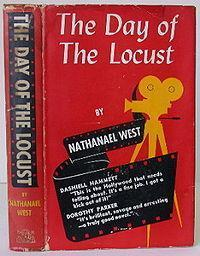 THE DAY OF THE LOCUST
BY
NATHANAEL
WEST
The Day of
The Locust
BY
NATHANAEL WEST
DASHIELL HAMMETT
"This is the Hollywood that needs
telling about. It's a fine job. I got a
kick out of it!"
DOROTHY PARKER
"It's brilliant, savage and arresting
—a truly good novel."